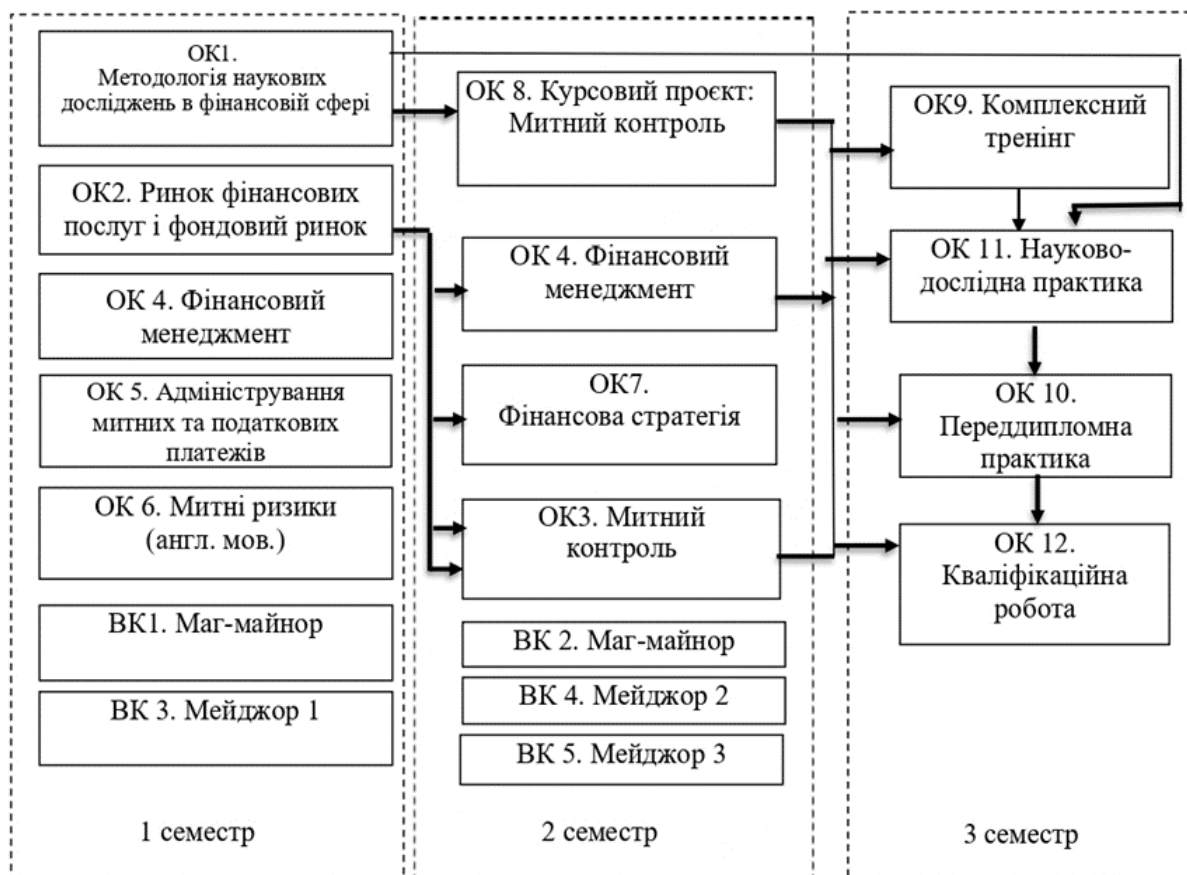 ОК1.
Методологія наукових
досліджень в фінансовій сфері
ОК2. Ринок фінансових
послуг і фондовий ринок
ОК 4. Фінансовий
менеджмент
ОК 5. Адміністрування
митних та податкових
платежів
ОК 6. Митні ризики
(англ. мов.)
ВК1. Маг-майнор
ВК 3. Мейджор 1
1 семестр
ОК 8. Курсовий проєкт:
Митний контроль
ОК 4. Фінансовий
менеджмент
ОК7.
Фінансова стратегія
ОК3. Митний
контроль
ВК 2. Маг-майнор
ВК 4. Мейджор 2
ВК 5. Мейджор 3
2 семестр
ОК9. Комплексний
тренінг
ОК 11. Науково-
дослідна практика
ОК 10.
Переддипломна
практика
ОК 12.
Кваліфікаційна
робота
3 семестр